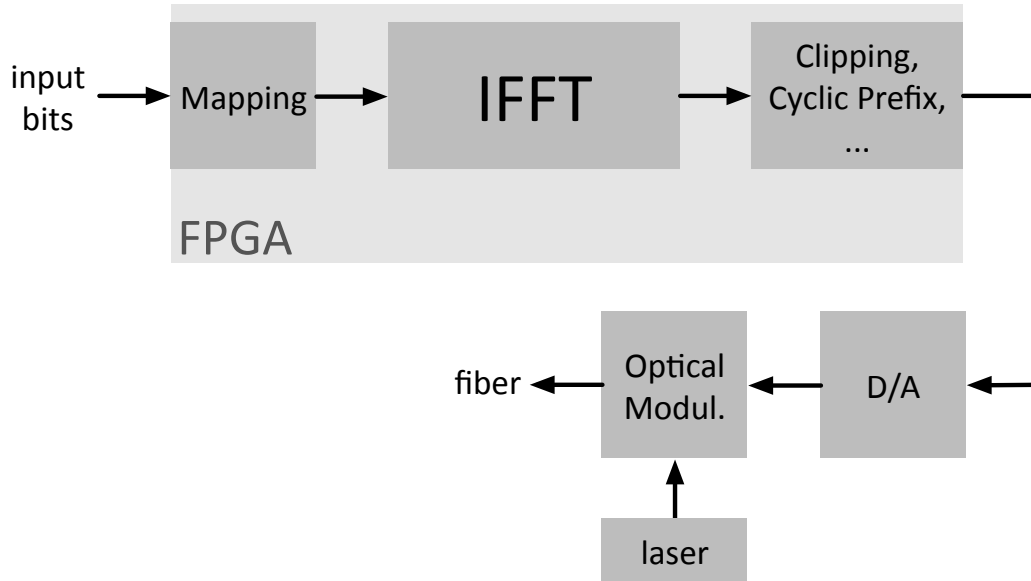 input
bits
Mapping
IFFT
Clipping,
Cyclic Prefix,
...
FPGA
fiber
Optical
Modul.
D/A
laser